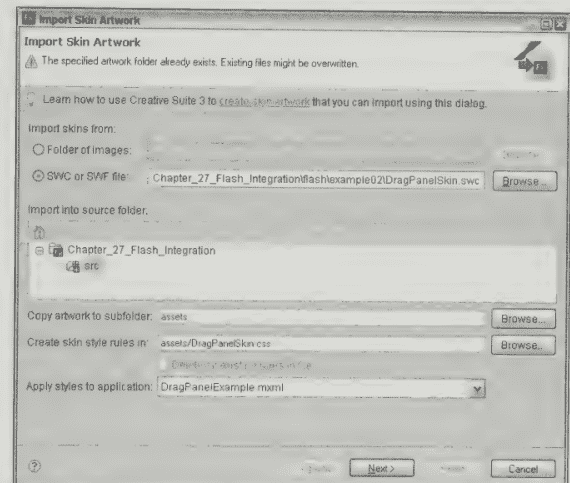 Import Skin Artwork
Import Skin Artwork
The specified artwork folder already exists. Existing files might be overwritten.
Learn how to use Creative Suite 3 to create skin artwork that you can import using this dialog.
Import skins from:
Folder of images:
SWC or SWF file: Chapter_27_Flash_Integration\flash\example02\DragPanelSkin.swc Browse...
Import into source folder.
Chapter_27_Flash_Integration
src
Copy artwork to subfolder: assets Browse...
Create skin style rules in: assets/DragPanelSkin.css Browse...
Apply styles to application: DragPanelExample mxml
Next > Cancel